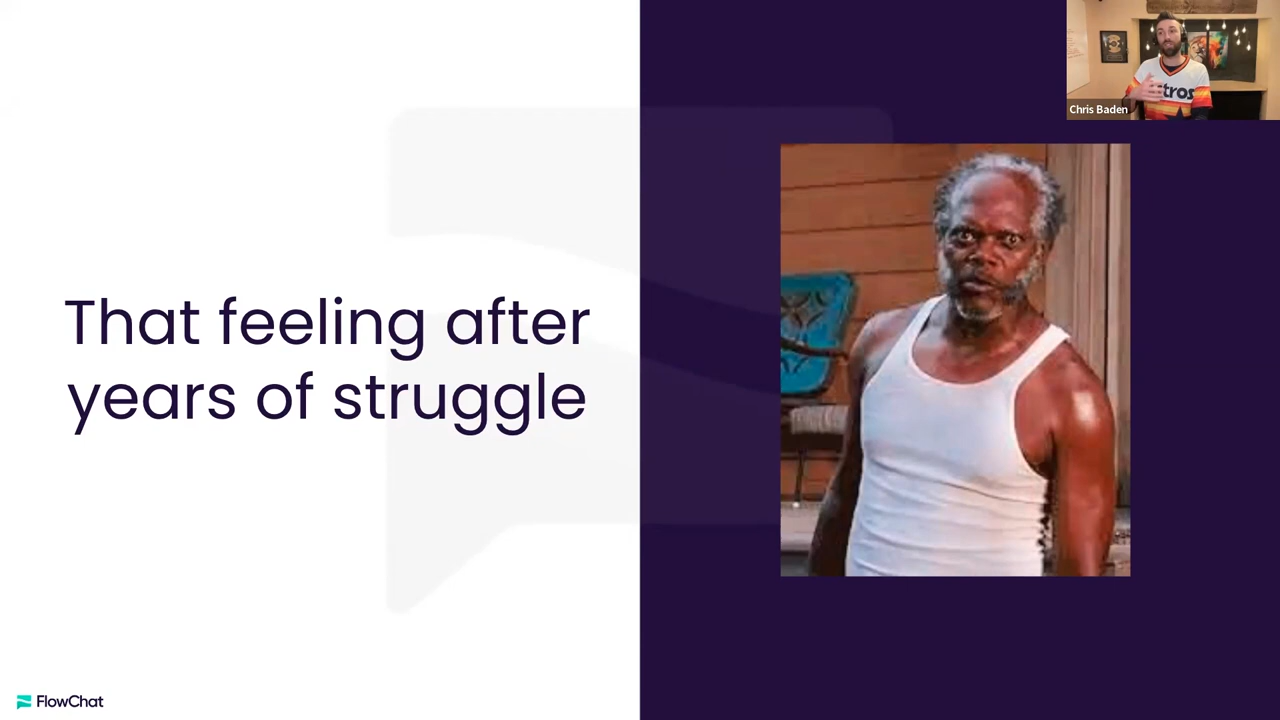 Chris Baden
That feeling after
years of struggle
FlowChat